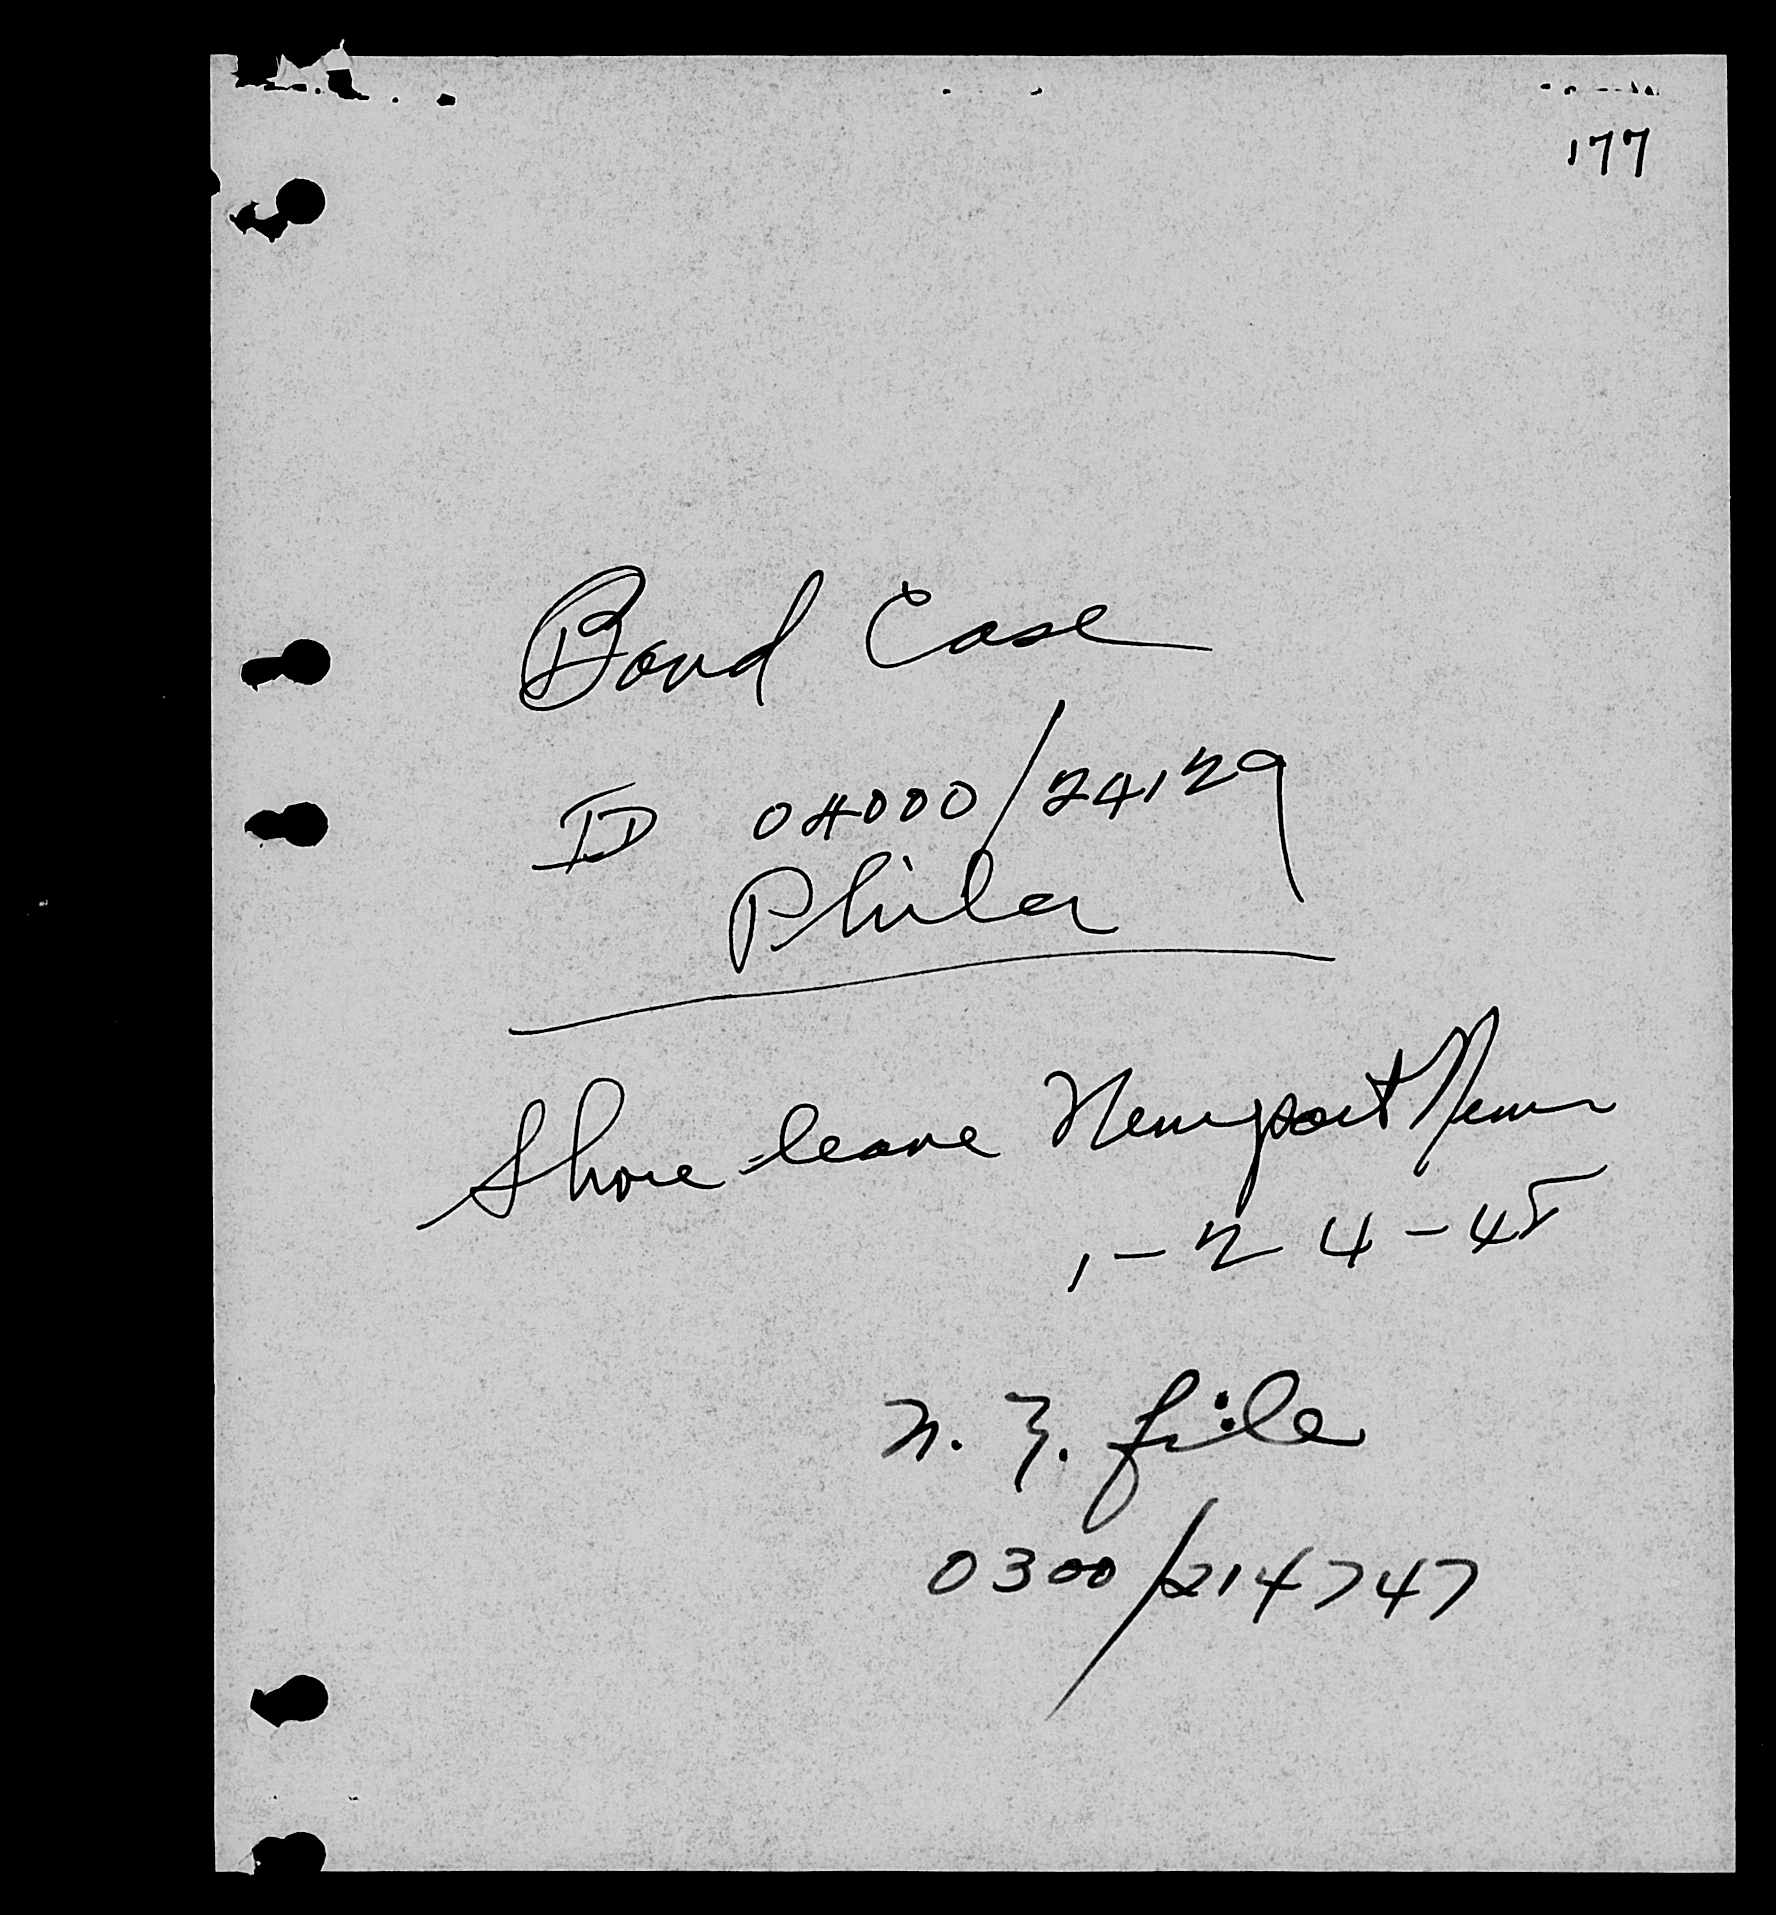 177
Bond Case
ID 04000/24129
Phila
Shore leave Newport News
1-24-45
N.Y. file
0300/214747